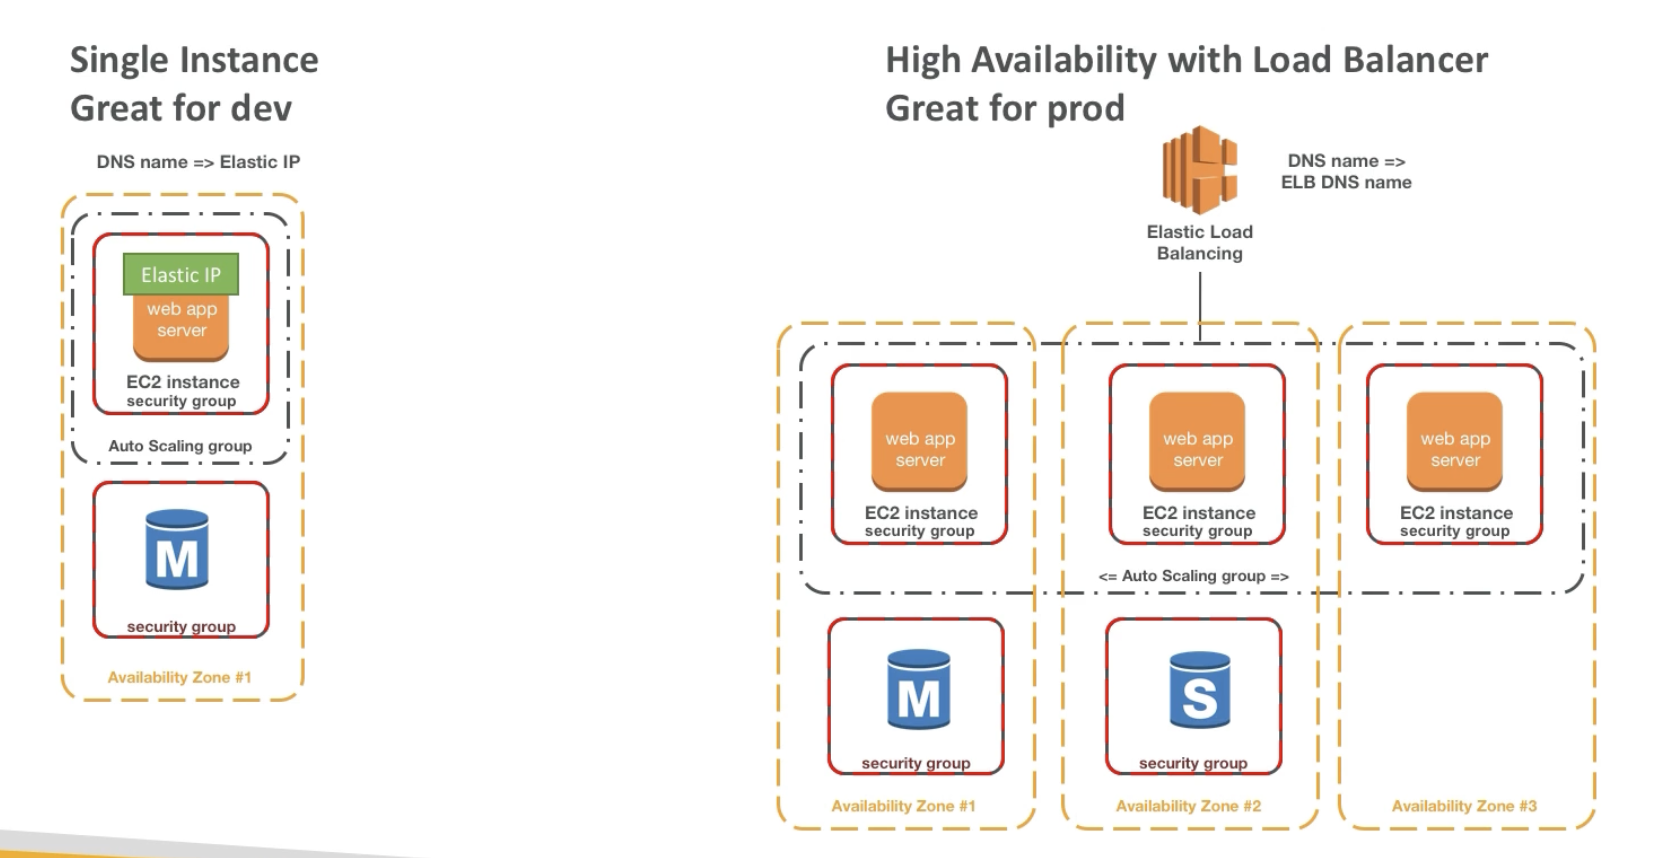 Single Instance
Great for dev
DNS name => Elastic IP
Elastic IP
web app
server
EC2 instance
security group
Auto Scaling group
M
security group
Availability Zone #1
High Availability with Load Balancer
Great for prod
DNS name =>
ELB DNS name
Elastic Load
Balancing
web app
server
EC2 instance
security group
web app
server
EC2 instance
security group
web app
server
EC2 instance
security group
<= Auto Scaling group =>
M
security group
S
security group
Availability Zone #1
Availability Zone #2
Availability Zone #3